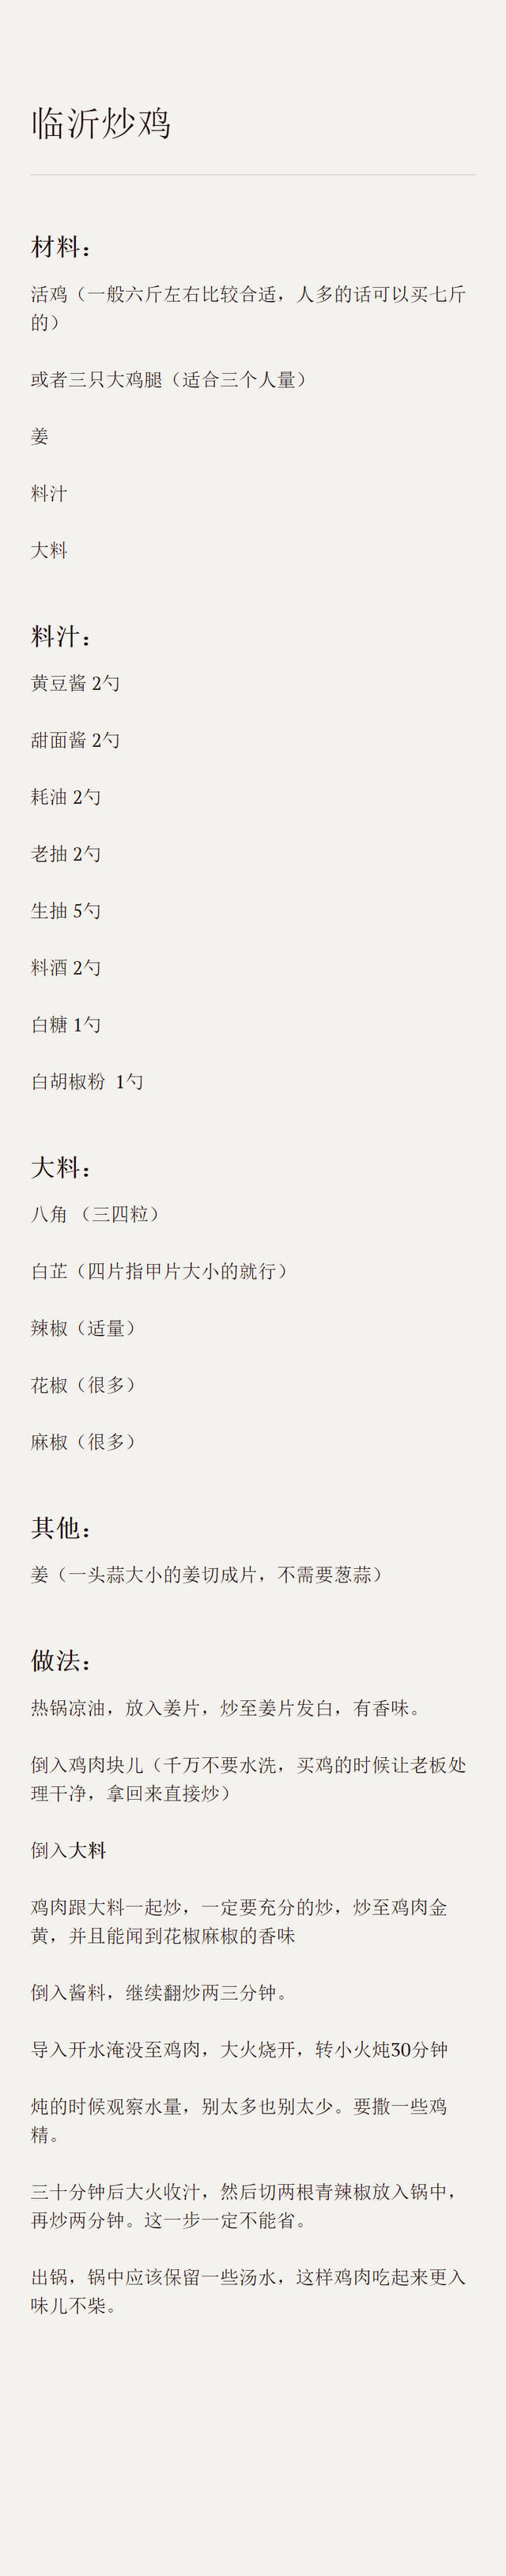 临沂炒鸡
材料：
活鸡（一般六斤左右比较合适，人多的话可以买七斤
的）
或者三只大鸡腿（适合三个人量）
姜
料汁
大料
料汁：
黄豆酱 2勺
甜面酱 2勺
耗油 2勺
老抽 2勺
生抽 5勺
料酒 2勺
白糖 1勺
白胡椒粉  1勺
大料：
八角 （三四粒）
白芷（四片指甲片大小的就行）
辣椒（适量）
花椒（很多）
麻椒（很多）
其他：
姜（一头蒜大小的姜切成片，不需要葱蒜）
做法：
热锅凉油，放入姜片，炒至姜片发白，有香味。
倒入鸡肉块儿（千万不要水洗，买鸡的时候让老板处
理干净，拿回来直接炒）
倒入大料
鸡肉跟大料一起炒，一定要充分的炒，炒至鸡肉金
黄，并且能闻到花椒麻椒的香味
倒入酱料，继续翻炒两三分钟。
导入开水淹没至鸡肉，大火烧开，转小火炖30分钟
炖的时候观察水量，别太多也别太少。要撒一些鸡
精。
三十分钟后大火收汁，然后切两根青辣椒放入锅中，
再炒两分钟。这一步一定不能省。
出锅，锅中应该保留一些汤水，这样鸡肉吃起来更入
味儿不柴。